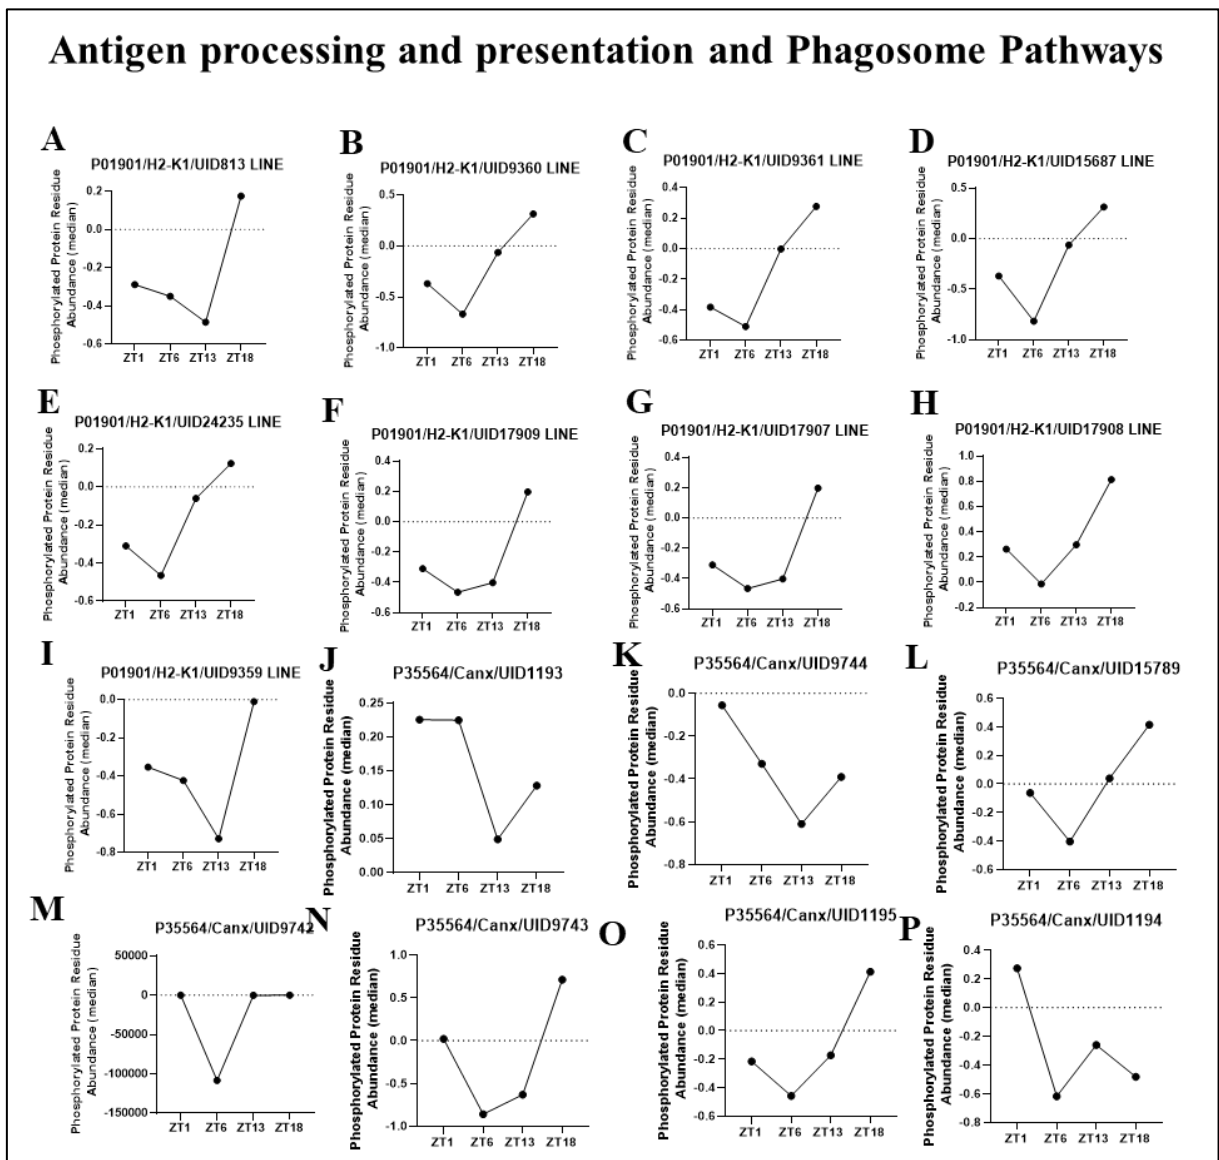 Antigen processing and presentation and Phagosome Pathways
A
P01901/H2-K1/UID813 LINE
Phosphorylated Protein Residue
Abundance (median)
0.2
0.0
-0.2
-0.4
-0.6
ZT1 ZT6 ZT13 ZT18
B
P01901/H2-K1/UID9360 LINE
Phosphorylated Protein Residue
Abundance (median)
0.5
0.0
-0.5
-1.0
ZT1 ZT6 ZT13 ZT18
C
P01901/H2-K1/UID9361 LINE
Phosphorylated Protein Residue
Abundance (median)
0.4
0.2
0.0
-0.2
-0.4
-0.6
ZT1 ZT6 ZT13 ZT18
D
P01901/H2-K1/UID15687 LINE
Phosphorylated Protein Residue
Abundance (median)
0.5
0.0
-0.5
-1.0
ZT1 ZT6 ZT13 ZT18
E
P01901/H2-K1/UID24235 LINE
Phosphorylated Protein Residue
Abundance (median)
0.2
0.0
-0.2
-0.4
-0.6
ZT1 ZT6 ZT13 ZT18
F
P01901/H2-K1/UID17909 LINE
Phosphorylated Protein Residue
Abundance (median)
0.4
0.2
0.0
-0.2
-0.4
-0.6
ZT1 ZT6 ZT13 ZT18
G
P01901/H2-K1/UID17907 LINE
Phosphorylated Protein Residue
Abundance (median)
0.4
0.2
0.0
-0.2
-0.4
-0.6
ZT1 ZT6 ZT13 ZT18
H
P01901/H2-K1/UID17908 LINE
Phosphorylated Protein Residue
Abundance (median)
1.0
0.8
0.6
0.4
0.2
0.0
-0.2
ZT1 ZT6 ZT13 ZT18
I
P01901/H2-K1/UID9359 LINE
Phosphorylated Protein Residue
Abundance (median)
0.0
-0.2
-0.4
-0.6
-0.8
ZT1 ZT6 ZT13 ZT18
J
P35564/Canx/UID1193
Phosphorylated Protein Residue
Abundance (median)
0.25
0.20
0.15
0.10
0.05
0.00
ZT1 ZT6 ZT13 ZT18
K
P35564/Canx/UID9744
Phosphorylated Protein Residue
Abundance (median)
0.0
-0.2
-0.4
-0.6
-0.8
ZT1 ZT6 ZT13 ZT18
L
P35564/Canx/UID15789
Phosphorylated Protein Residue
Abundance (median)
0.6
0.4
0.2
0.0
-0.2
-0.4
-0.6
ZT1 ZT6 ZT13 ZT18
M
P35564/Canx/UID9742
Phosphorylated Protein Residue
Abundance (median)
50000
0
-50000
-100000
-150000
ZT1 ZT6 ZT13 ZT18
N
P35564/Canx/UID9743
Phosphorylated Protein Residue
Abundance (median)
1.0
0.5
0.0
-0.5
-1.0
ZT1 ZT6 ZT13 ZT18
O
P35564/Canx/UID1195
Phosphorylated Protein Residue
Abundance (median)
0.6
0.4
0.2
0.0
-0.2
-0.4
-0.6
ZT1 ZT6 ZT13 ZT18
P
P35564/Canx/UID1194
Phosphorylated Protein Residue
Abundance (median)
0.4
0.2
0.0
-0.2
-0.4
-0.6
ZT1 ZT6 ZT13 ZT18